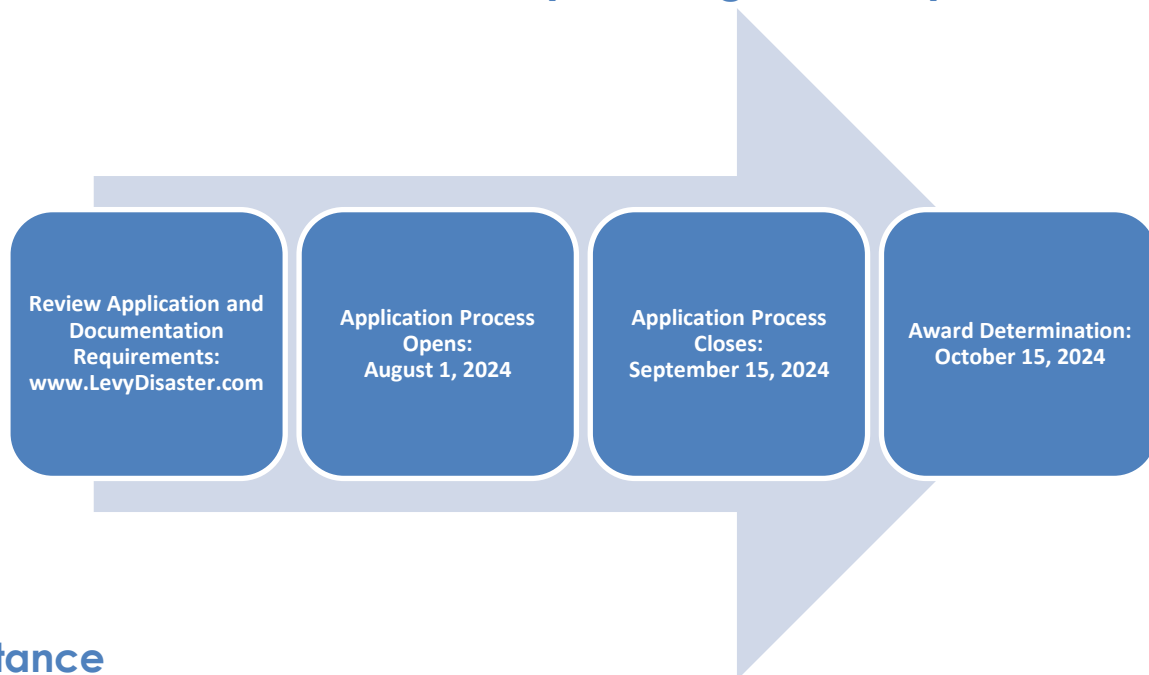 Review Application and
Documentation
Requirements:
www.LevyDisaster.com
Application Process
Opens:
August 1, 2024
Application Process
Closes:
September 15, 2024
Award Determination:
October 15, 2024